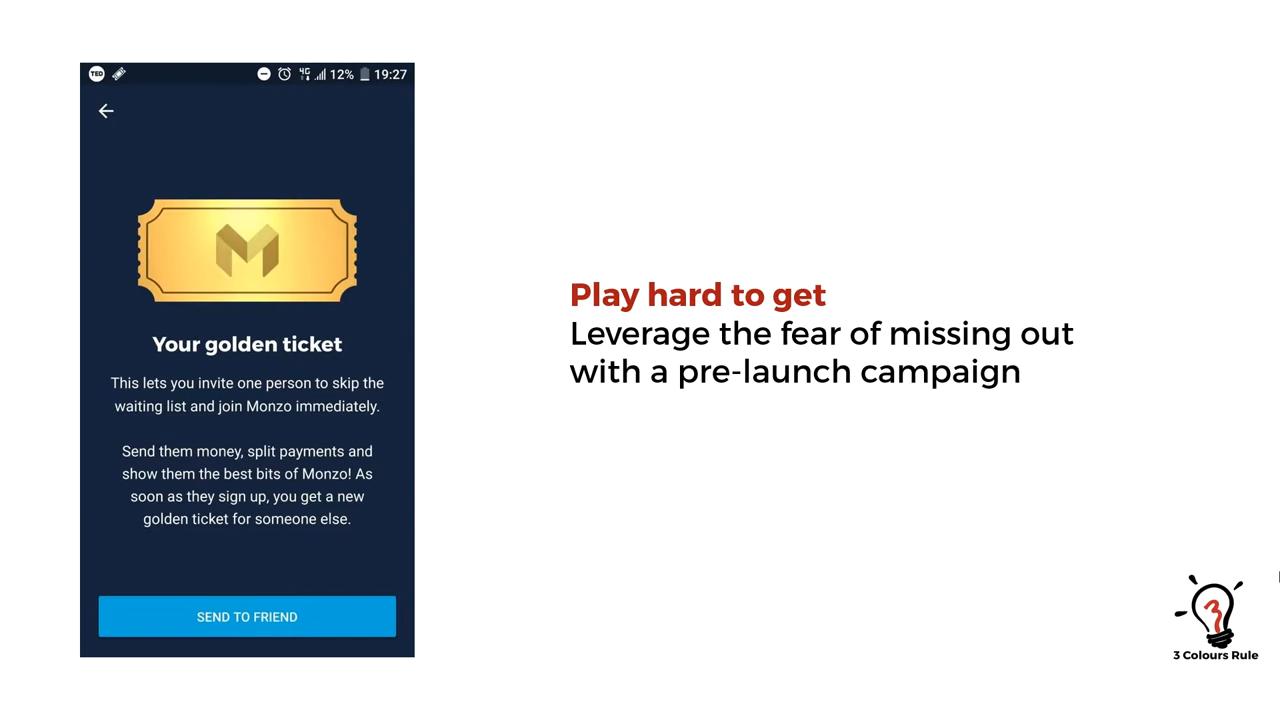 TED
4G
12%
19:27
M
Your golden ticket
This lets you invite one person to skip the
waiting list and join Monzo immediately.
Send them money, split payments and
show them the best bits of Monzo! As
soon as they sign up, you get a new
golden ticket for someone else.
SEND TO FRIEND
Play hard to get
Leverage the fear of missing out
with a pre-launch campaign
3
3 Colours Rule